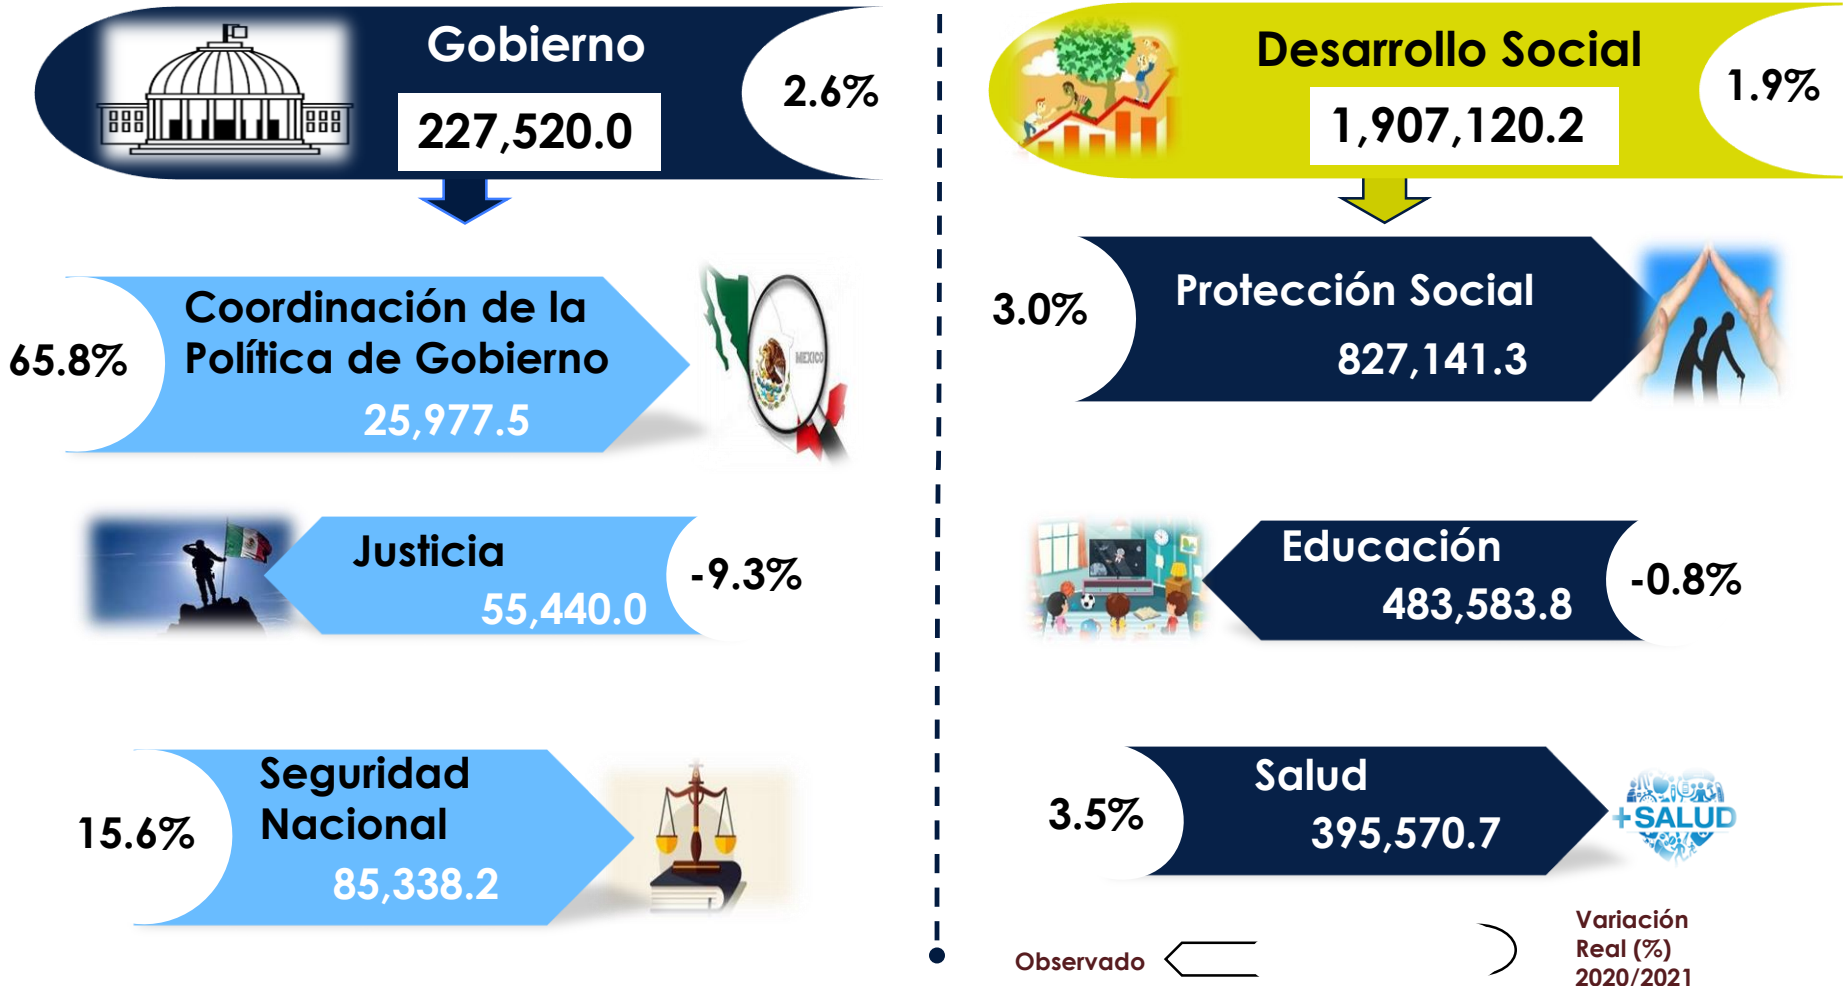 Gobierno
227,520.0
2.6%
Coordinación de la
Política de Gobierno
25,977.5
65.8%
MEXICO
Justicia
55,440.0
-9.3%
Seguridad
Nacional
85,338.2
15.6%
Desarrollo Social
1,907,120.2
1.9%
Protección Social
827,141.3
3.0%
Educación
483,583.8
-0.8%
Salud
395,570.7
3.5%
+SALUD
Observado
Variación
Real (%)
2020/2021